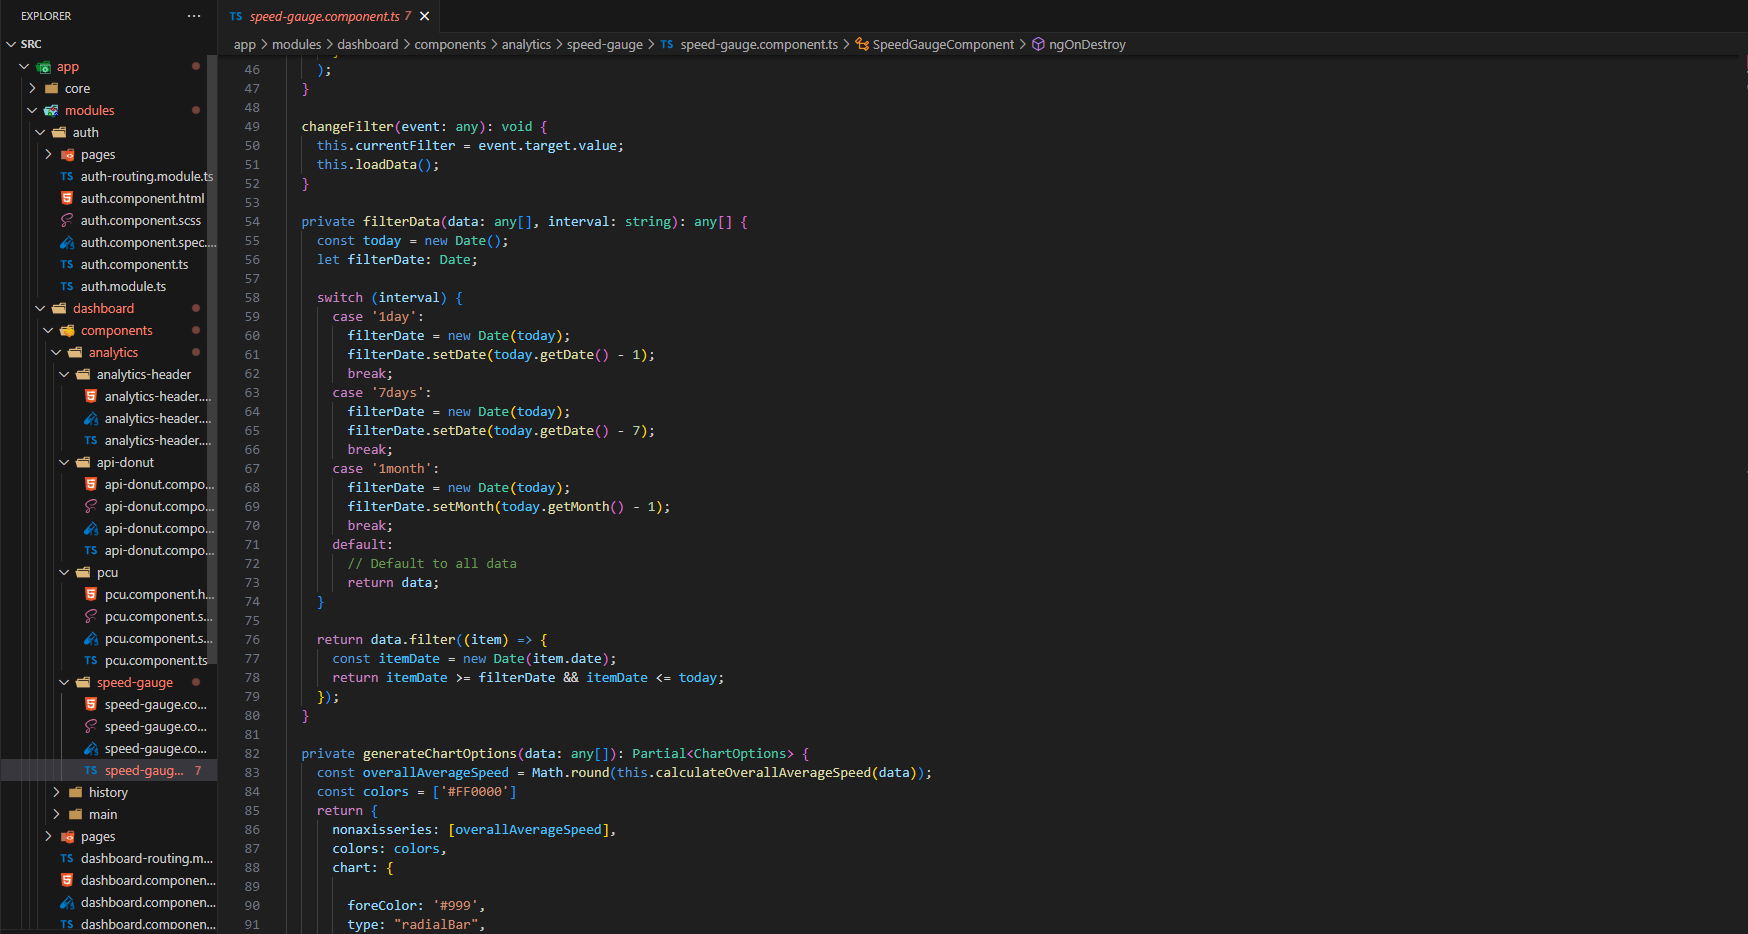 EXPLORER ...
SRC
app
core
modules
auth
pages
auth-routing.module.ts
auth.component.html
auth.component.scss
auth.component.spec....
auth.component.ts
auth.module.ts
dashboard
components
analytics
analytics-header
analytics-header....
analytics-header....
analytics-header....
api-donut
api-donut.compo...
api-donut.compo...
api-donut.compo...
api-donut.compo...
pcu
pcu.component.h...
pcu.component.s...
pcu.component.s...
pcu.component.ts
speed-gauge
speed-gauge.co...
speed-gauge.co...
speed-gauge.co...
speed-gaug... 7
history
main
pages
dashboard-routing.m...
dashboard.componen...
dashboard.componen...
dashboard.componen...
TS speed-gauge.component.ts 7
app > modules > dashboard > components > analytics > speed-gauge > TS speed-gauge.component.ts > SpeedGaugeComponent > ngOnDestroy
46 );
47 }
48
49 changeFilter(event: any): void {
50 this.currentFilter = event.target.value;
51 this.loadData();
52 }
53
54 private filterData(data: any[], interval: string): any[] {
55 const today = new Date();
56 let filterDate: Date;
57
58 switch (interval) {
59 case '1day':
60 filterDate = new Date(today);
61 filterDate.setDate(today.getDate() - 1);
62 break;
63 case '7days':
64 filterDate = new Date(today);
65 filterDate.setDate(today.getDate() - 7);
66 break;
67 case '1month':
68 filterDate = new Date(today);
69 filterDate.setMonth(today.getMonth() - 1);
70 break;
71 default:
72 // Default to all data
73 return data;
74 }
75
76 return data.filter((item) => {
77 const itemDate = new Date(item.date);
78 return itemDate >= filterDate && itemDate <= today;
79 });
80 }
81
82 private generateChartOptions(data: any[]): Partial<ChartOptions> {
83 const overallAverageSpeed = Math.round(this.calculateOverallAverageSpeed(data));
84 const colors = ['#FF0000']
85 return {
86 nonaxisseries: [overallAverageSpeed],
87 colors: colors,
88 chart: {
89
90 foreColor: '#999',
91 type: "radialBar",